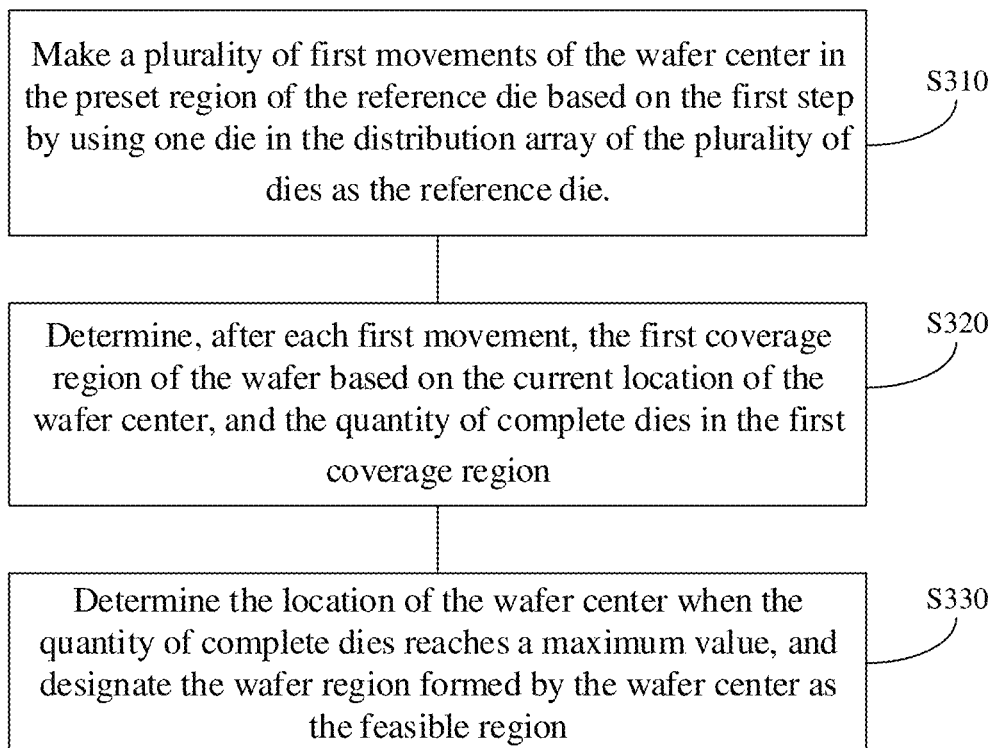 Make a plurality of first movements of the wafer center in
the preset region of the reference die based on the first step
by using one die in the distribution array of the plurality of
dies as the reference die.
S310
Determine, after each first movement, the first coverage
region of the wafer based on the current location of the
wafer center, and the quantity of complete dies in the first
coverage region
S320
Determine the location of the wafer center when the
quantity of complete dies reaches a maximum value, and
designate the wafer region formed by the wafer center as
the feasible region
S330